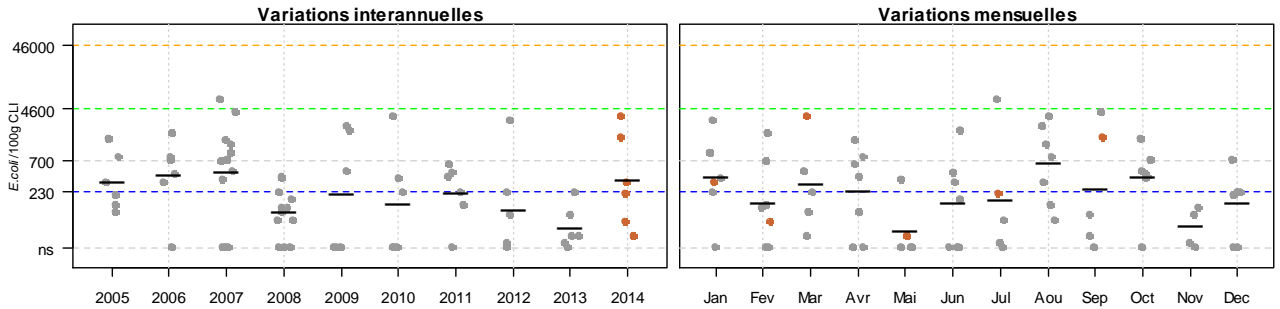 Variations interannuelles
Variations mensuelles
E.coli/100g CLI
46000
4600
700
230
ns
2005 2006 2007 2008 2009 2010 2011 2012 2013 2014
Jan Fev Mar Avr Mai Jun Jul Aou Sep Oct Nov Dec